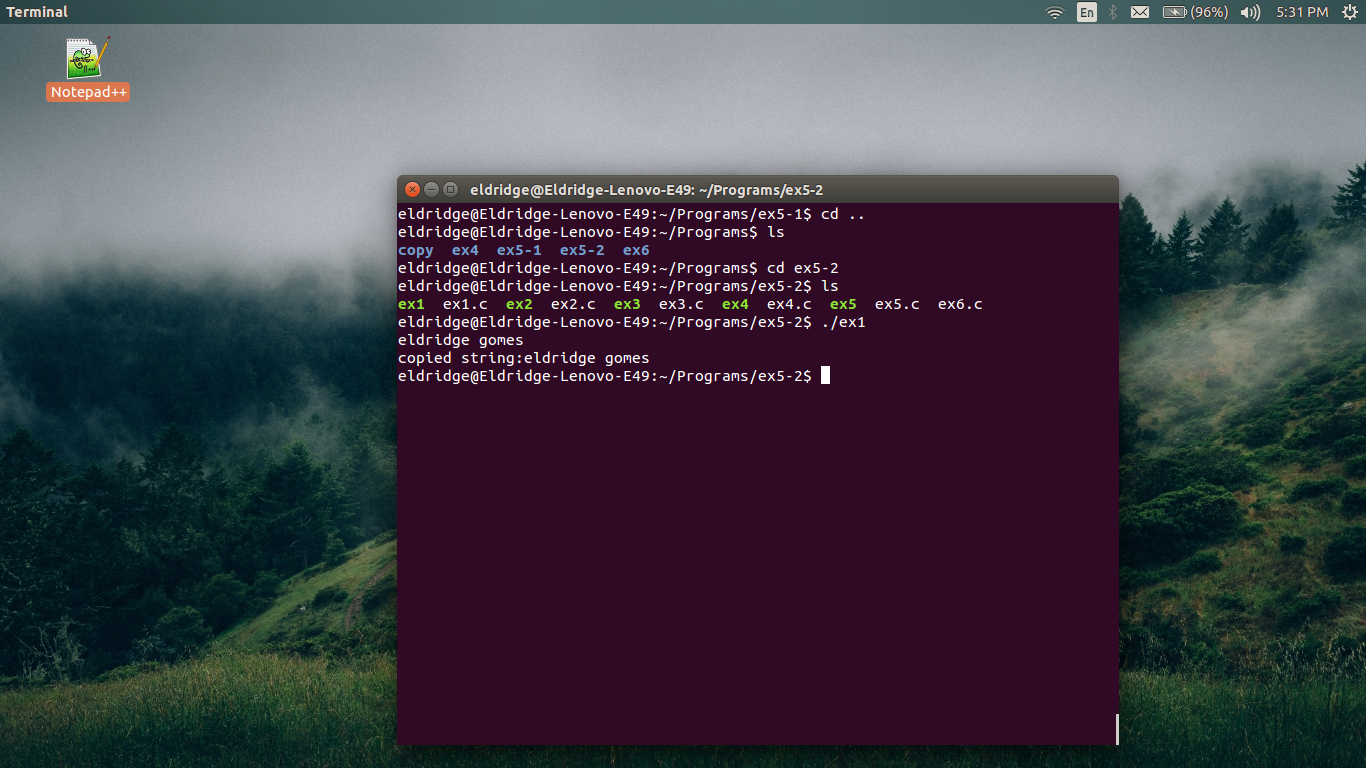 Terminal
En
(96%)
5:31 PM
Notepad++
eldridge@Eldridge-Lenovo-E49: ~/Programs/ex5-2
eldridge@Eldridge-Lenovo-E49:~/Programs/ex5-1$ cd ..
eldridge@Eldridge-Lenovo-E49:~/Programs$ ls
copy  ex4  ex5-1  ex5-2  ex6
eldridge@Eldridge-Lenovo-E49:~/Programs$ cd ex5-2
eldridge@Eldridge-Lenovo-E49:~/Programs/ex5-2$ ls
ex1  ex1.c  ex2  ex2.c  ex3  ex3.c  ex4  ex4.c  ex5  ex5.c  ex6.c
eldridge@Eldridge-Lenovo-E49:~/Programs/ex5-2$ ./ex1
eldridge gomes
copied string:eldridge gomes
eldridge@Eldridge-Lenovo-E49:~/Programs/ex5-2$